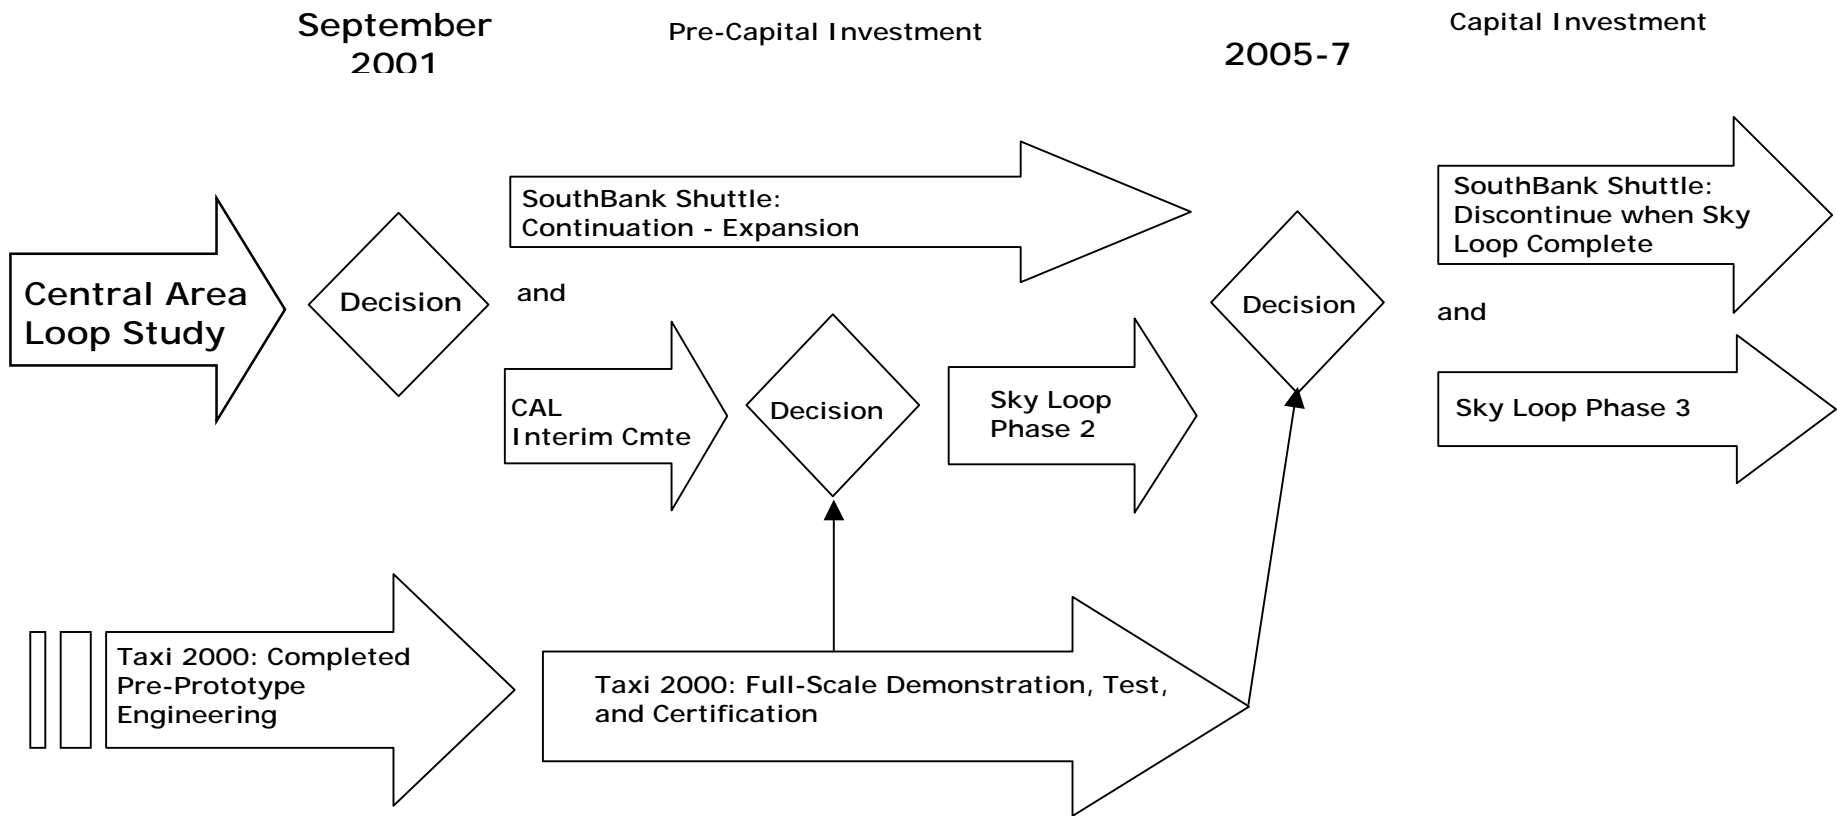 September
2001
Pre-Capital Investment
2005-7
Capital Investment
SouthBank Shuttle:
Continuation - Expansion
SouthBank Shuttle:
Discontinue when Sky
Loop Complete
Central Area
Loop Study
Decision
and
Decision
and
CAL
Interim Cmte
Decision
Sky Loop
Phase 2
Sky Loop Phase 3
Taxi 2000: Completed
Pre-Prototype
Engineering
Taxi 2000: Full-Scale Demonstration, Test,
and Certification